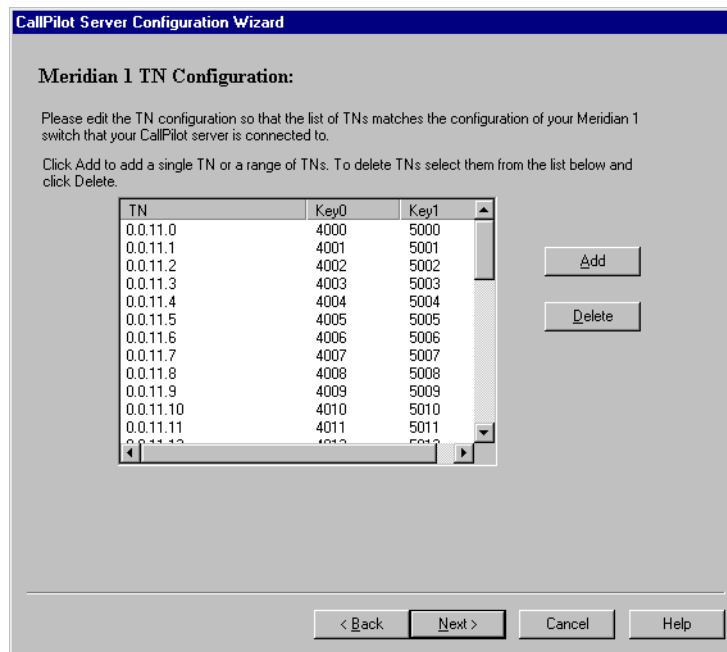 CallPilot Server Configuration Wizard
Meridian 1 TN Configuration:
Please edit the TN configuration so that the list of TNs matches the configuration of your Meridian 1
switch that your CallPilot server is connected to.
Click Add to add a single TN or a range of TNs. To delete TNs select them from the list below and
click Delete.
TN Key0 Key1
0.0.11.0 4000 5000
0.0.11.1 4001 5001
0.0.11.2 4002 5002
0.0.11.3 4003 5003
0.0.11.4 4004 5004
0.0.11.5 4005 5005
0.0.11.6 4006 5006
0.0.11.7 4007 5007
0.0.11.8 4008 5008
0.0.11.9 4009 5009
0.0.11.10 4010 5010
0.0.11.11 4011 5011
0.0.11.12 4012 5012
Add
Delete
< Back Next > Cancel Help